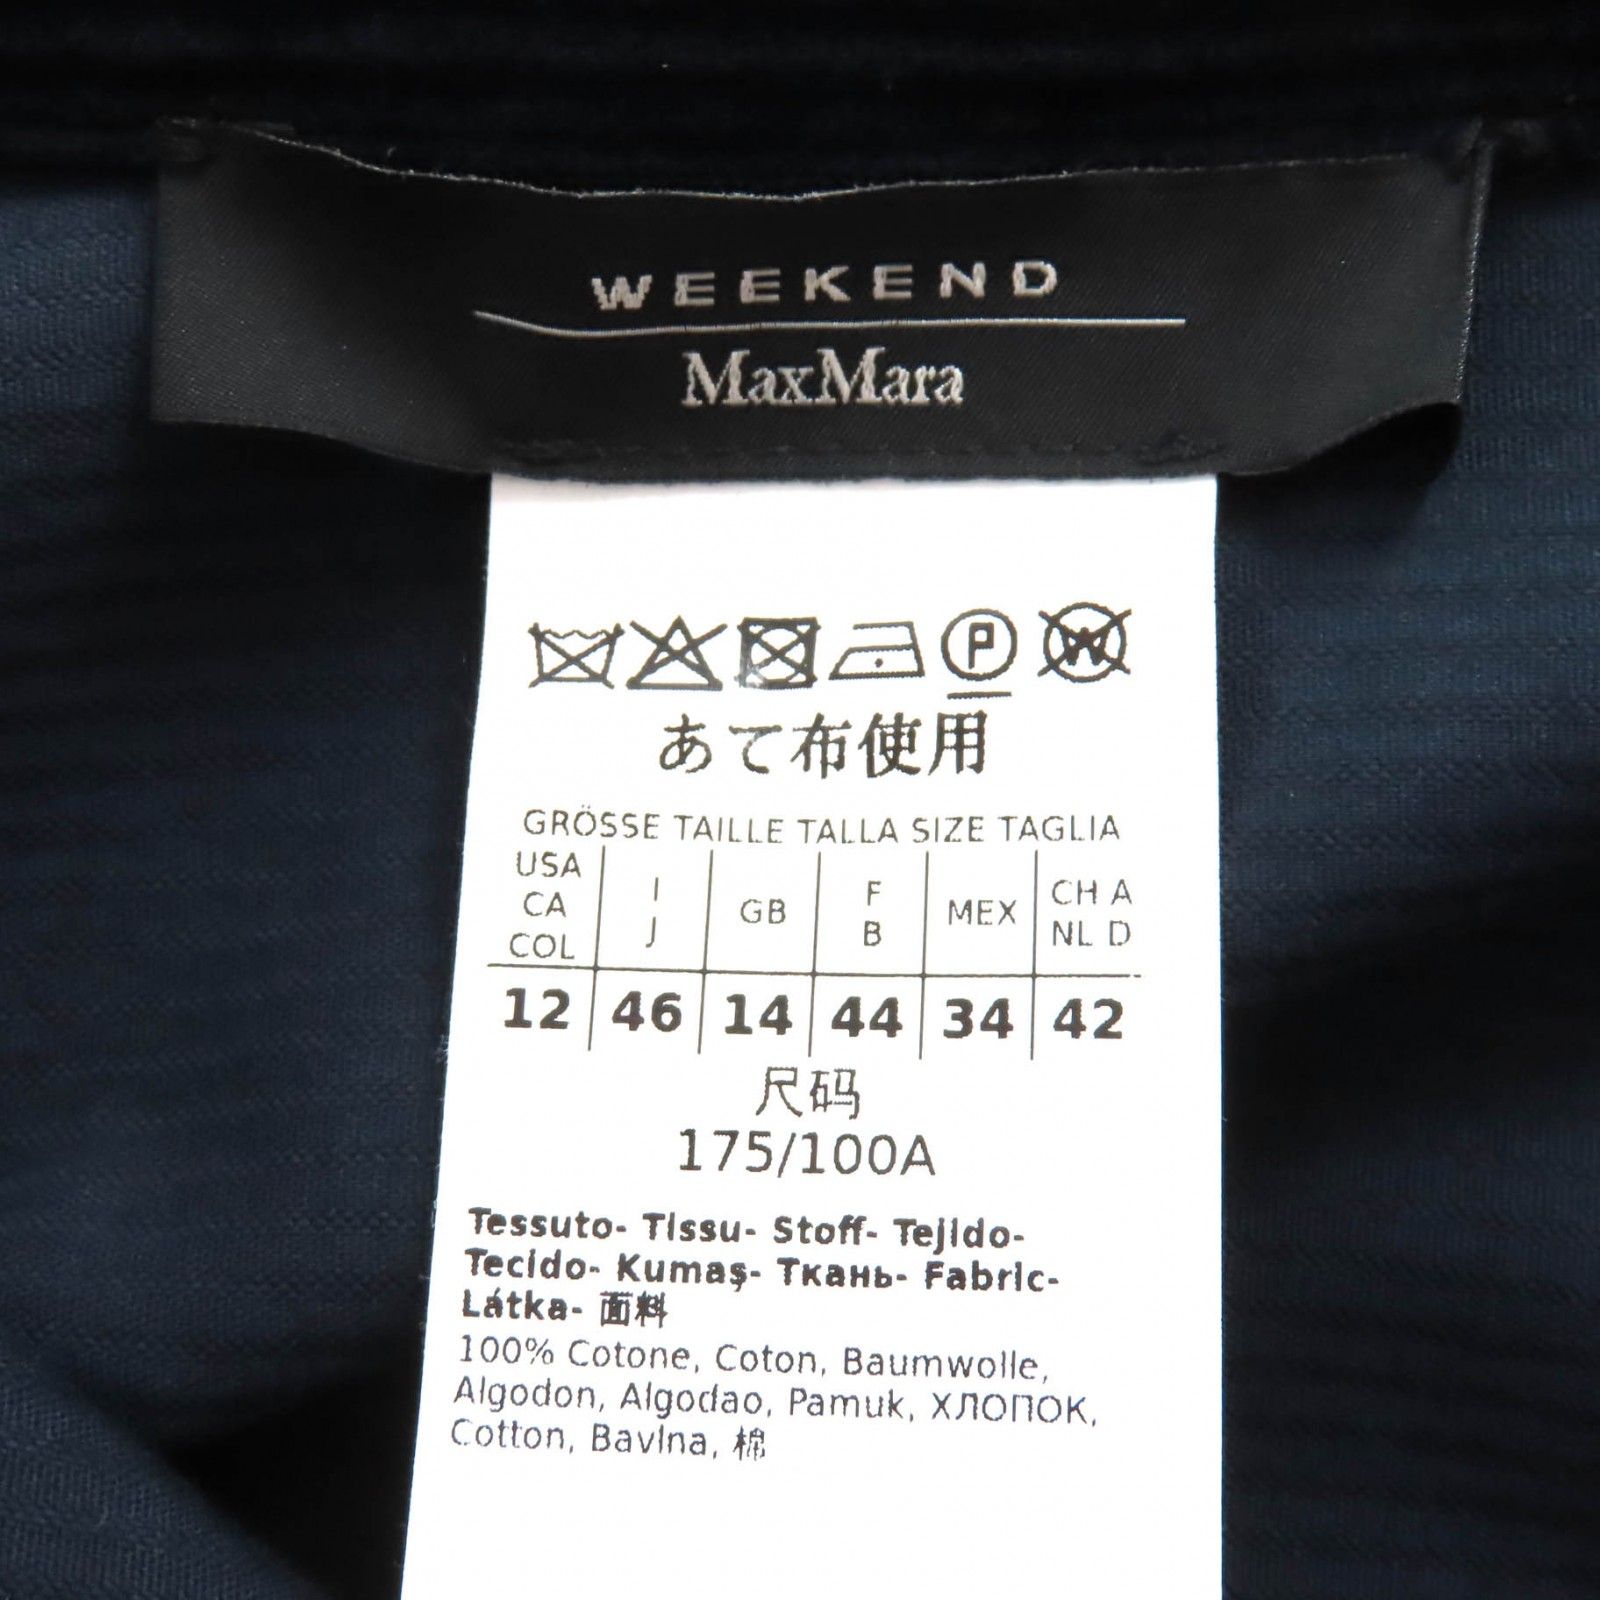 WEEKEND
MaxMara
P W
あて布使用
GRÖSSE TAILLE TALLA SIZE TAGLIA
USA CA COL I J GB F B MEX CH A NL D
12 46 14 44 34 42
尺码
175/100A
Tessuto- Tissu- Stoff- Tejido-
Tecido- Kumaş- Ткань- Fabric-
Látka- 面料
100% Cotone, Coton, Baumwolle,
Algodon, Algodao, Pamuk, ХЛОПОК,
Cotton, Bavlna, 棉